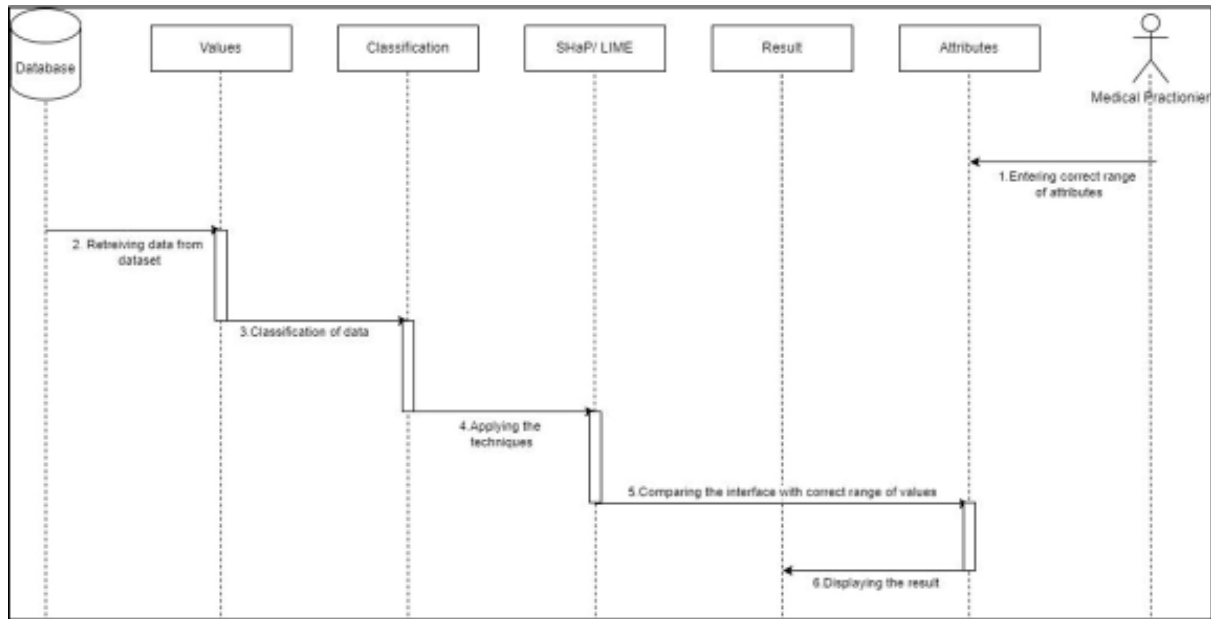 Database
Values
Classification
SHaP/ LIME
Result
Attributes
Medical Practionier
1.Entering correct range
of attributes
2. Retreiving data from
dataset
3.Classification of data
4.Applying the
techniques
5.Comparing the interface with correct range of values
6.Displaying the result